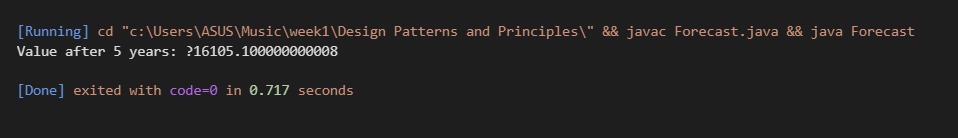 [Running] cd "c:\Users\ASUS\Music\week1\Design Patterns and Principles\" && javac Forecast.java && java Forecast
Value after 5 years: ?16105.100000000008
[Done] exited with code=0 in 0.717 seconds